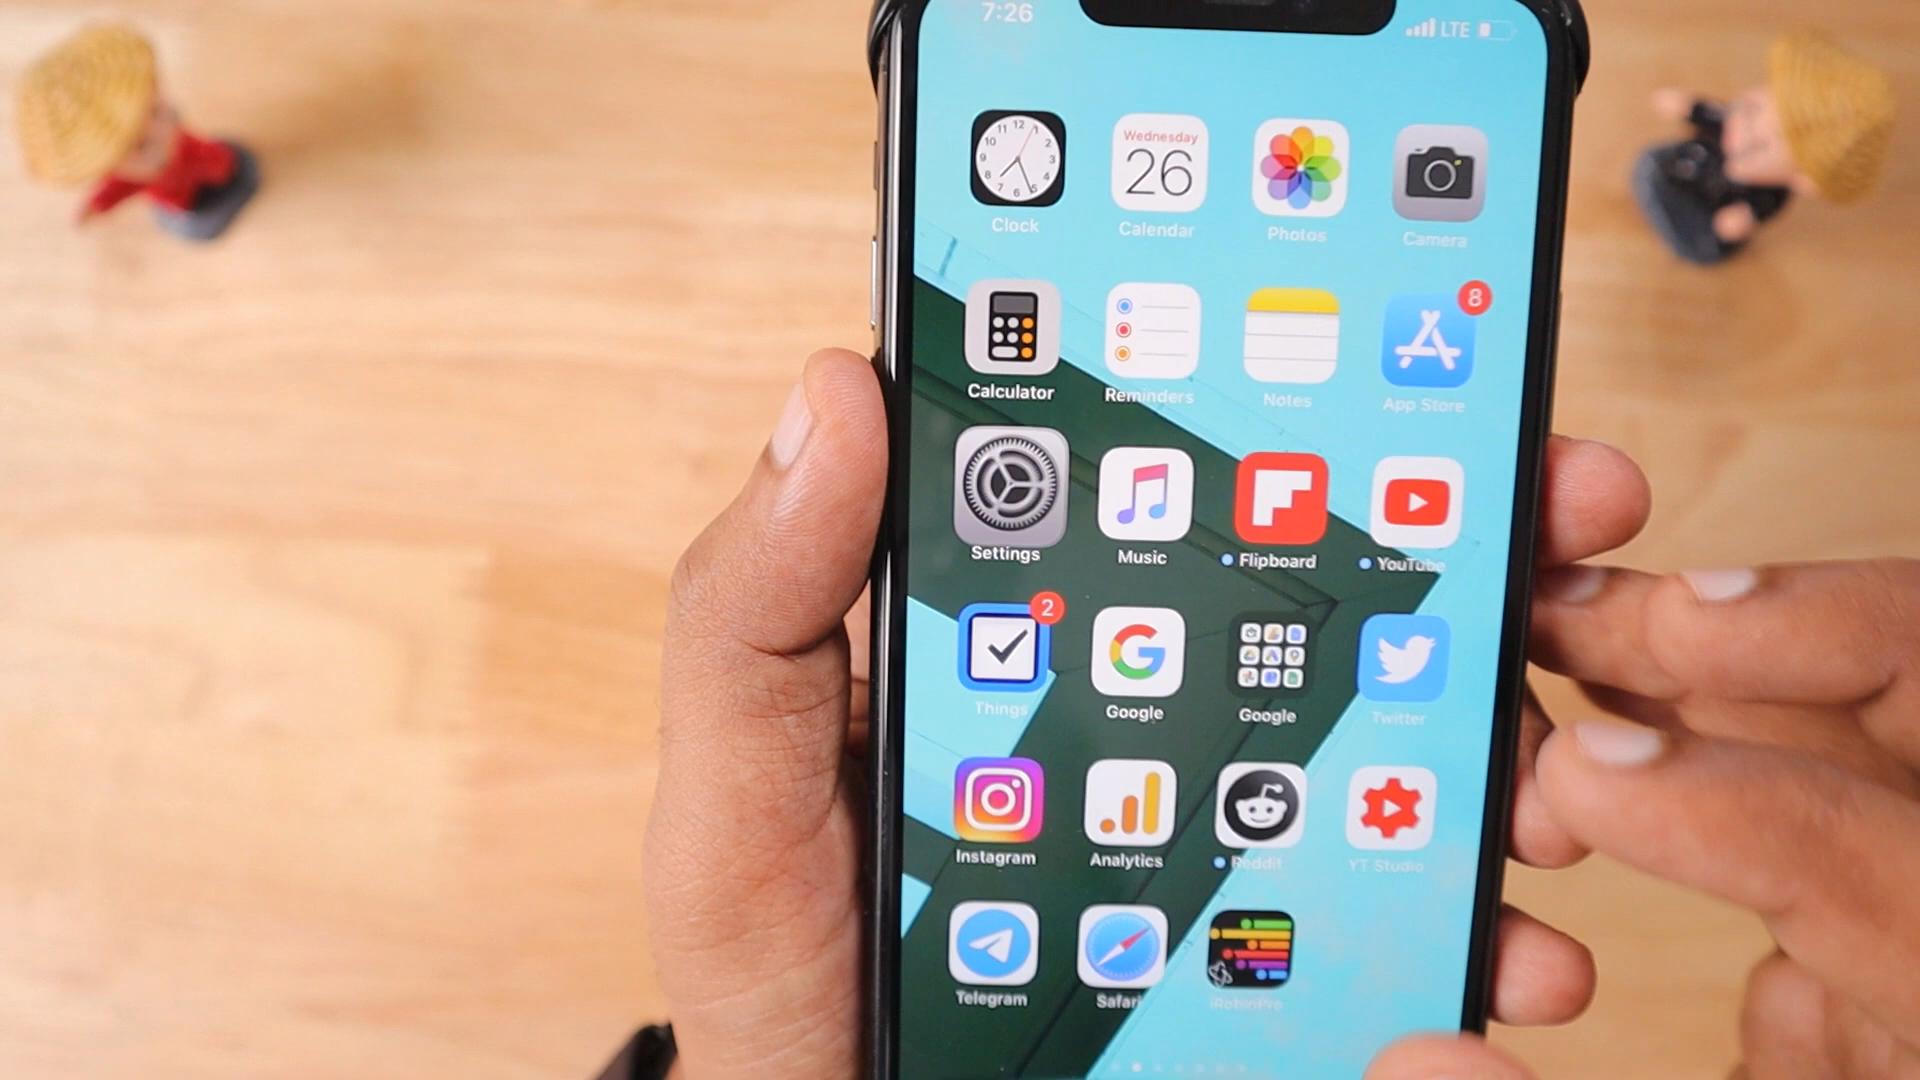 7:26
LTE
Wednesday
26
Clock
Calendar
Photos
Camera
8
Calculator
Reminders
Notes
App Store
Settings
Music
Flipboard
YouTube
2
Things
Google
Google
Twitter
Instagram
Analytics
Reddit
YT Studio
Telegram
Safari